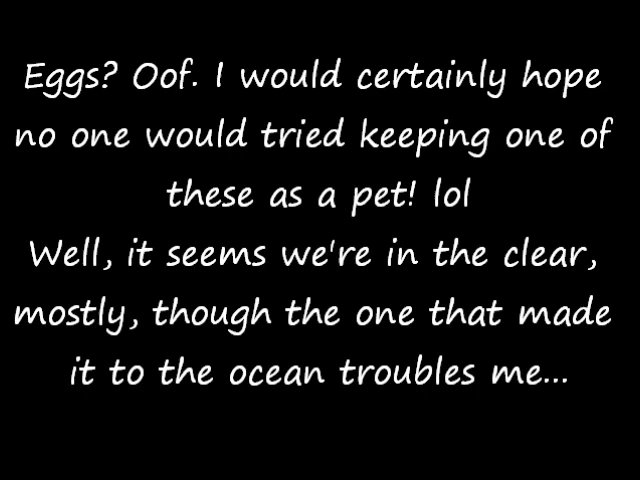 Eggs? Oof. I would certainly hope
no one would tried keeping one of
these as a pet! lol
Well, it seems we're in the clear,
mostly, though the one that made
it to the ocean troubles me...